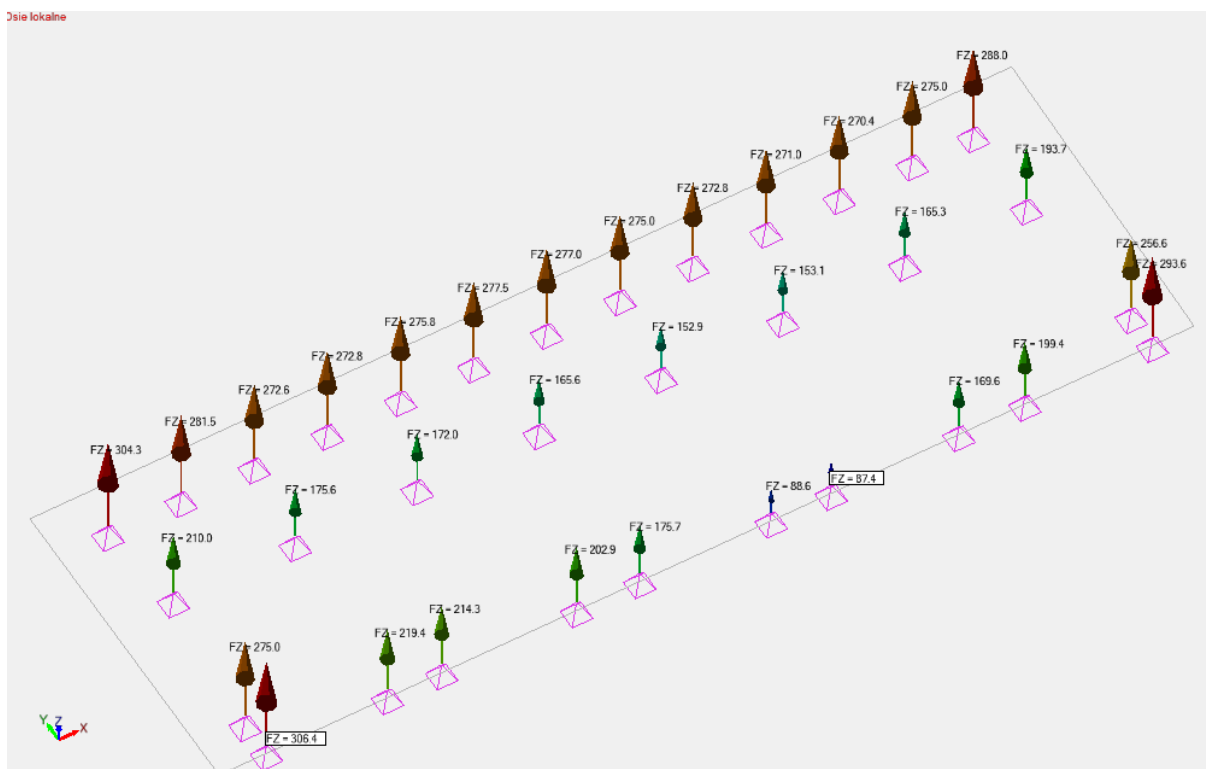 Osie lokalne
FZ = 288.0
FZ = 275.0
FZ = 270.4
FZ = 193.7
FZ = 271.0
FZ = 272.8
FZ = 165.3
FZ = 275.0
FZ = 256.6
FZ = 277.0
FZ = 293.6
FZ = 153.1
FZ = 277.5
FZ = 275.8
FZ = 152.9
FZ = 199.4
FZ = 272.8
FZ = 165.6
FZ = 169.6
FZ = 272.6
FZ = 281.5
FZ = 172.0
FZ = 304.3
FZ = 87.4
FZ = 88.6
FZ = 175.6
FZ = 175.7
FZ = 210.0
FZ = 202.9
FZ = 214.3
FZ = 219.4
FZ = 275.0
FZ = 306.4
Y Z X